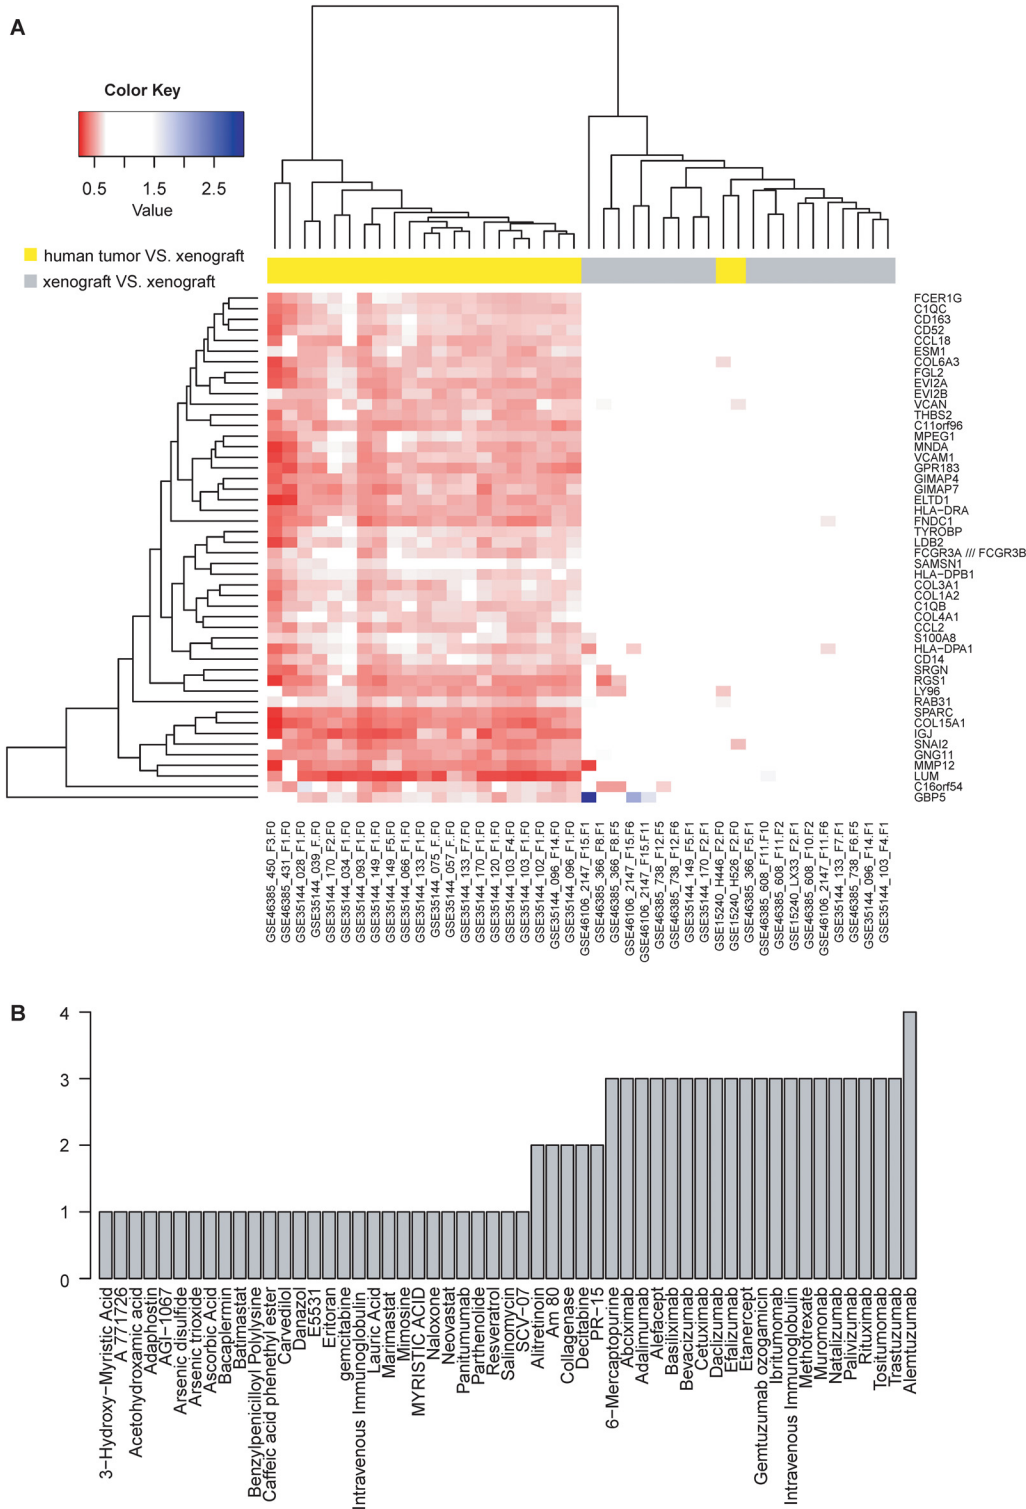 A
Color Key
0.5 1.5 2.5
Value
human tumor VS. xenograft
xenograft VS. xenograft
FCER1G
C1QC
CD163
CD52
CCL18
ESM1
COL6A3
FGL2
EVI2A
EVI2B
VCAN
THBS2
C11orf96
MPEG1
MNDA
VCAM1
GPR183
GIMAP4
GIMAP7
ELTD1
HLA−DRA
FNDC1
TYROBP
LDB2
FCGR3A /// FCGR3B
SAMSN1
HLA−DPB1
COL3A1
COL1A2
C1QB
COL4A1
CCL2
S100A8
HLA−DPA1
CD14
SRGN
RGS1
LY96
RAB31
SPARC
COL15A1
IGJ
SNAI2
GNG11
MMP12
LUM
C16orf54
GBP5
GSE46385_450_F3.F0
GSE46385_431_F1.F0
GSE35144_028_F1.F0
GSE35144_039_F.F0
GSE35144_170_F2.F0
GSE35144_034_F1.F0
GSE35144_093_F1.F0
GSE35144_149_F1.F0
GSE35144_149_F5.F0
GSE35144_066_F1.F0
GSE35144_133_F1.F0
GSE35144_075_F.F0
GSE35144_057_F.F0
GSE35144_133_F7.F0
GSE35144_170_F1.F0
GSE35144_120_F1.F0
GSE35144_103_F4.F0
GSE35144_103_F1.F0
GSE35144_102_F1.F0
GSE35144_096_F14.F0
GSE35144_096_F1.F0
GSE46106_2147_F15.F1
GSE46385_366_F8.F1
GSE46385_366_F8.F5
GSE46106_2147_F15.F6
GSE46106_2147_F15.F11
GSE46385_738_F12.F5
GSE46385_738_F12.F6
GSE35144_149_F5.F1
GSE35144_170_F2.F1
GSE15240_H446_F2.F0
GSE15240_H526_F2.F0
GSE46385_366_F5.F1
GSE46385_608_F11.F10
GSE46385_608_F11.F2
GSE15240_LX33_F2.F1
GSE46385_608_F10.F2
GSE46106_2147_F11.F6
GSE35144_133_F7.F1
GSE46385_738_F6.F5
GSE35144_096_F14.F1
GSE35144_103_F4.F1
B
4
3
2
1
0
3−Hydroxy−Myristic Acid
A 771726
Acetohydroxamic acid
Adaphostin
AGI−1067
Arsenic disulfide
Arsenic trioxide
Ascorbic Acid
Bacaplermin
Batimastat
Benzylpenicilloyl Polylysine
Caffeic acid phenethyl ester
Carvedilol
Danazol
E5531
Eritoran
gemcitabine
Intravenous Immunoglobulin
Lauric Acid
Marimastat
Mimosine
MYRISTIC ACID
Naloxone
Neovastat
Panitumumab
Parthenolide
Resveratrol
Salinomycin
SCV−07
Alitretinoin
Am 80
Collagenase
Decitabine
PR−15
6−Mercaptopurine
Abciximab
Adalimumab
Alefacept
Basiliximab
Bevacizumab
Cetuximab
Daclizumab
Efalizumab
Etanercept
Gemtuzumab ozogamicin
Ibritumomab
Intravenous Immunoglobulin
Methotrexate
Muromonab
Natalizumab
Palivizumab
Rituximab
Tositumomab
Trastuzumab
Alemtuzumab